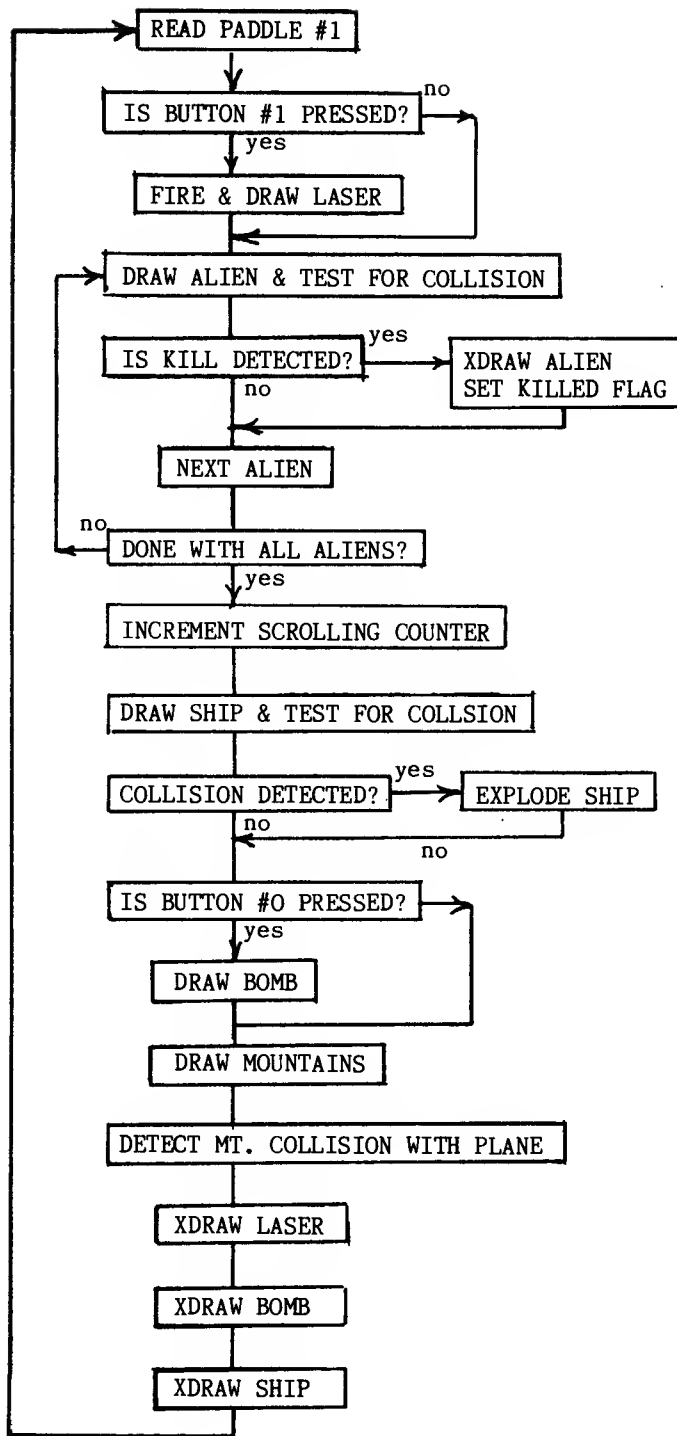 READ PADDLE #1
no
IS BUTTON #1 PRESSED?
yes
FIRE & DRAW LASER
DRAW ALIEN & TEST FOR COLLISION
yes
IS KILL DETECTED?
XDRAW ALIEN
SET KILLED FLAG
no
NEXT ALIEN
no
DONE WITH ALL ALIENS?
yes
INCREMENT SCROLLING COUNTER
DRAW SHIP & TEST FOR COLLSION
yes
COLLISION DETECTED?
EXPLODE SHIP
no
no
IS BUTTON #0 PRESSED?
yes
DRAW BOMB
DRAW MOUNTAINS
DETECT MT. COLLISION WITH PLANE
XDRAW LASER
XDRAW BOMB
XDRAW SHIP